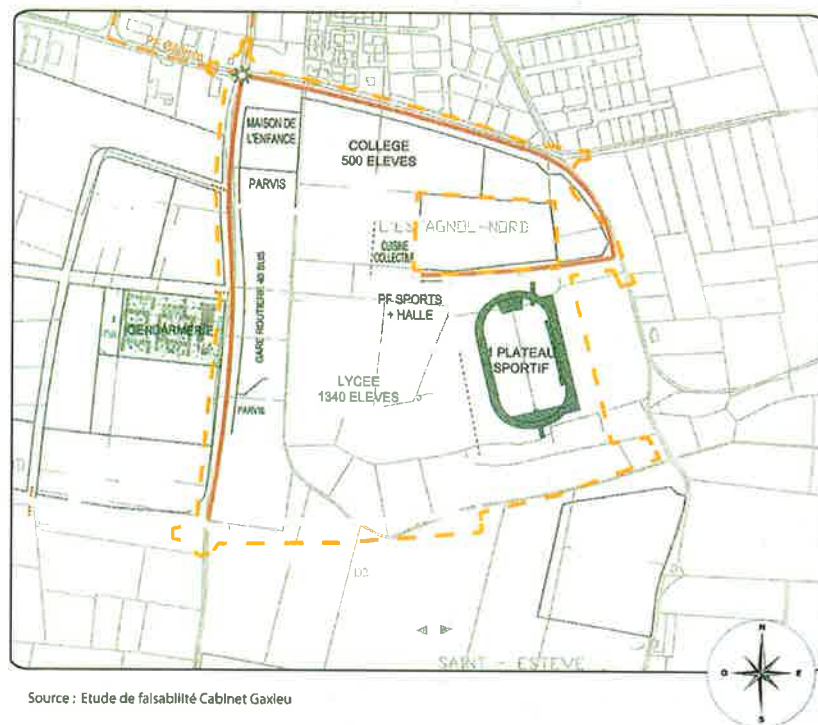 MAISON DE
L'ENFANCE
COLLEGE
500 ELEVES
PARVIS
AGNOL-NORD
CUISINE
COLLECTIVE
GARE ROUTIERE 40 BUS
GENDARMERIE
PF SPORTS
+ HALLE
1 PLATEAU
SPORTIF
LYCEE
1340 ELEVES
PARVIS
SAINT - ESTEVE
N
O
E
S
Source : Etude de faisabilité Cabinet Gaxieu